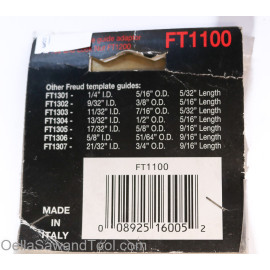 FT1100
Other Freud template guides:
FT1301 1/4" I.D. 5/16" O.D. 5/32" Length
FT1302 9/32" I.D. 3/8" O.D. 5/16" Length
FT1303 11/32" I.D. 7/16" O.D. 5/32" Length
FT1304 13/32" I.D. 1/2" O.D. 5/16" Length
FT1305 17/32" I.D. 5/8" O.D. 9/16" Length
FT1306 5/8" I.D. 51/64" O.D. 9/16" Length
FT1307 21/32" I.D. 3/4" O.D. 9/16" Length
FT1100
MADE
IN
ITALY
0 08925 16005 2
OellaSawandTool.com